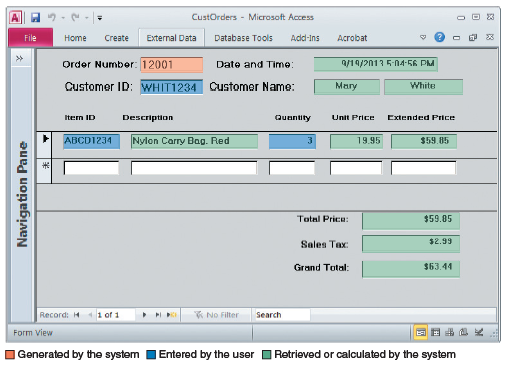 CustOrders - Microsoft Access
File Home Create External Data Database Tools Add-Ins Acrobat
Order Number: 12001 Date and Time: 9/19/2013 5:04:56 PM
Customer ID: WHIT1234 Customer Name: Mary White
Item ID Description Quantity Unit Price Extended Price
ABCD1234 Nylon Carry Bag, Red 3 19.95 $59.85
Navigation Pane
Total Price: $59.85
Sales Tax: $2.99
Grand Total: $63.44
Record: 1 of 1 No Filter Search
Form View
Generated by the system Entered by the user Retrieved or calculated by the system